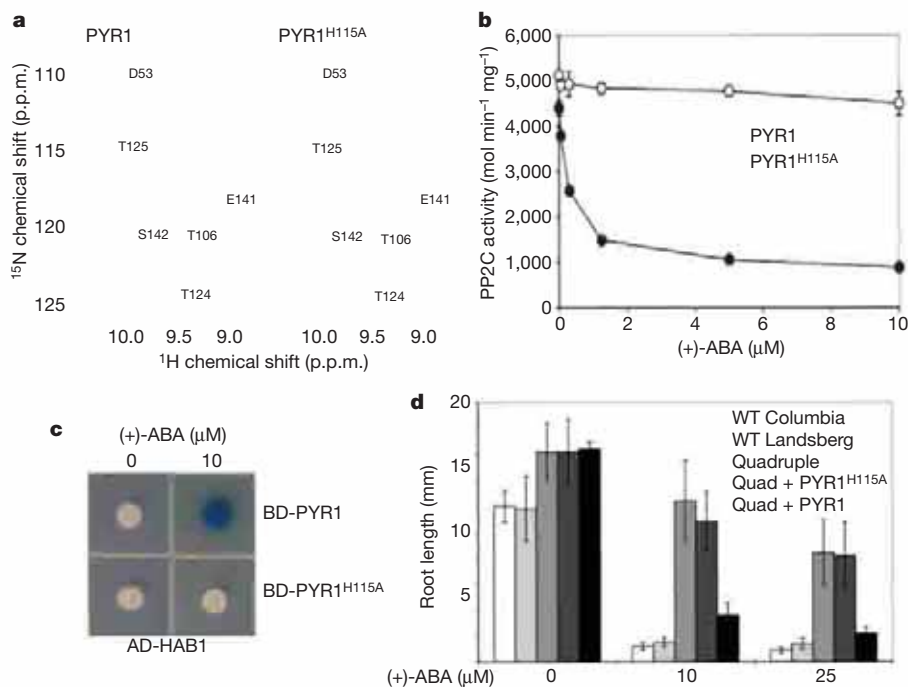 a
PYR1 PYR1H115A
D53 D53
110
T125 T125
115
E141 E141
120
S142 T106 S142 T106
T124 T124
125
10.0 9.5 9.0 10.0 9.5 9.0
15N chemical shift (p.p.m.)
1H chemical shift (p.p.m.)
b
6,000
5,000
4,000
3,000
2,000
1,000
0
PYR1
PYR1H115A
0 2 4 6 8 10
PP2C activity (mol min–1 mg–1)
(+)-ABA (μM)
c
(+)-ABA (μM)
0 10
BD-PYR1
BD-PYR1H115A
AD-HAB1
d
20
15
10
5
Root length (mm)
WT Columbia
WT Landsberg
Quadruple
Quad + PYR1H115A
Quad + PYR1
(+)-ABA (μM) 0 10 25